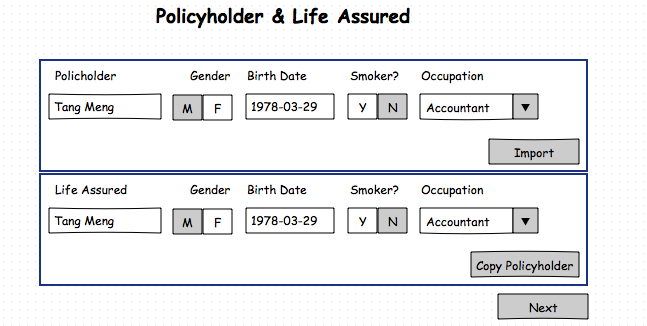 Policyholder & Life Assured
Policholder Gender Birth Date Smoker? Occupation
Tang Meng M F 1978-03-29 Y N Accountant
Import
Life Assured Gender Birth Date Smoker? Occupation
Tang Meng M F 1978-03-29 Y N Accountant
Copy Policyholder
Next